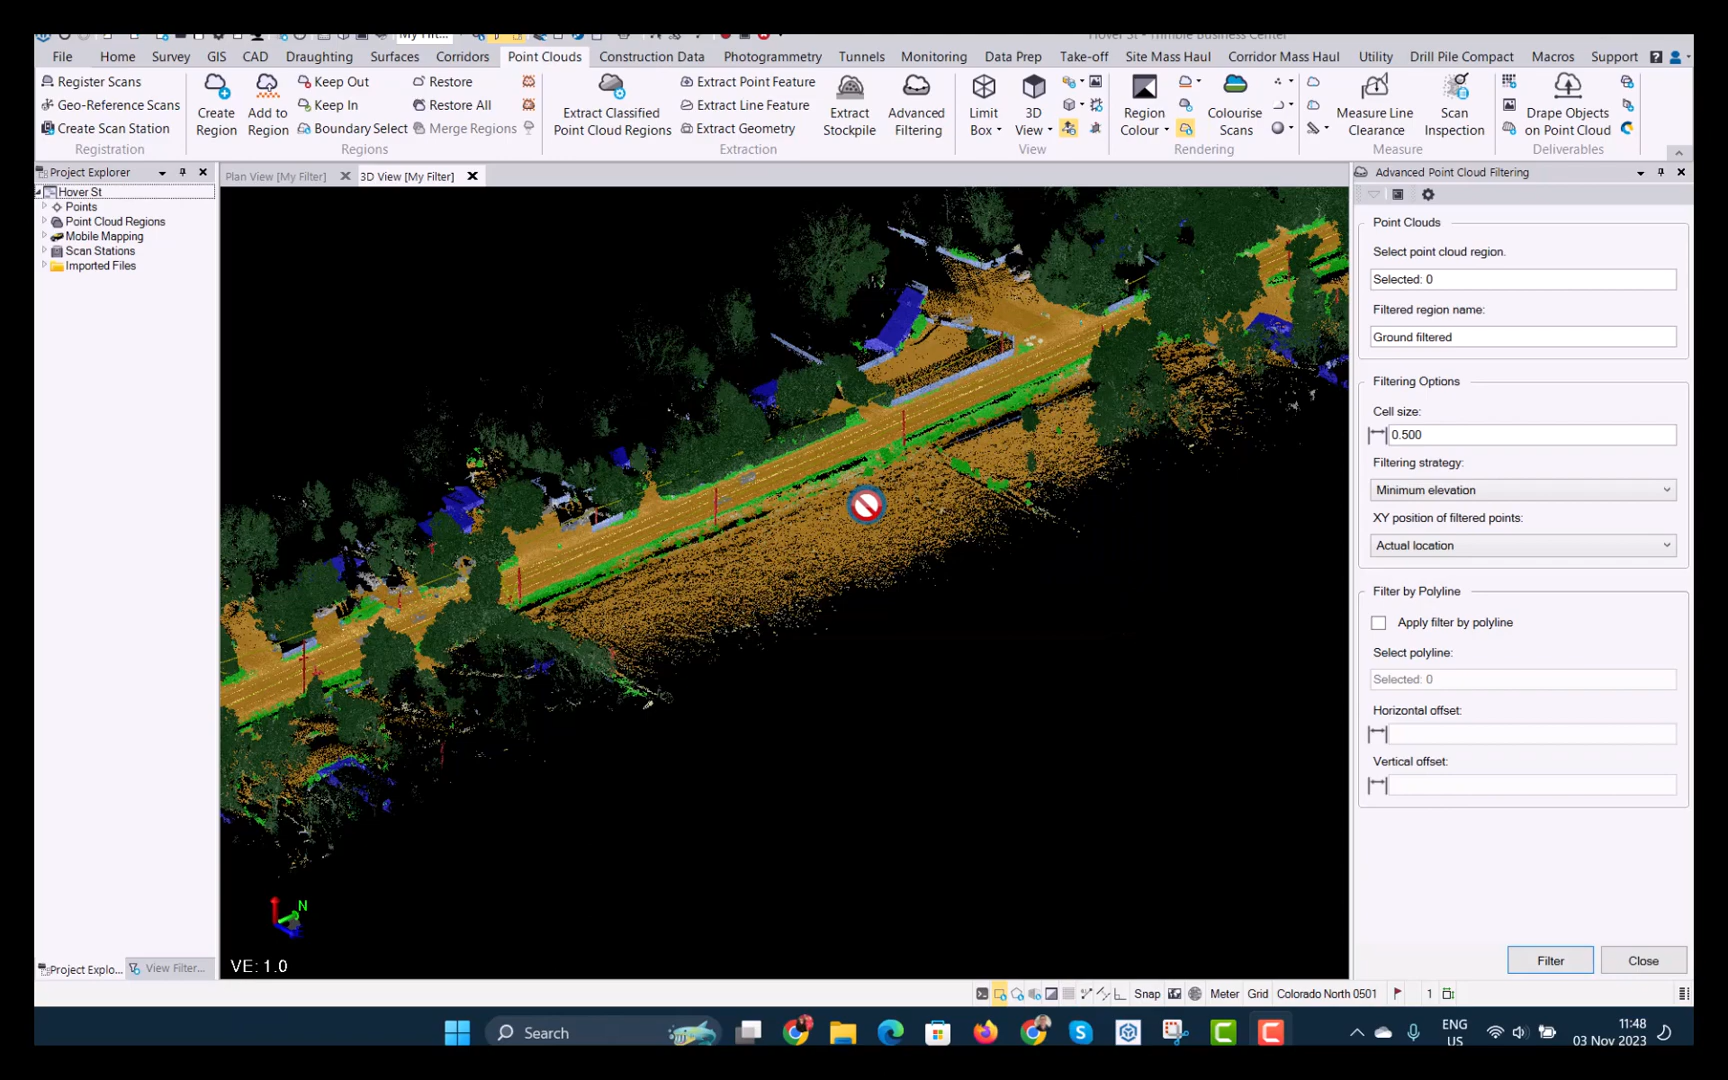 My Filt...
Hover St - Trimble Business Center
File Home Survey GIS CAD Draughting Surfaces Corridors Point Clouds Construction Data Photogrammetry Tunnels Monitoring Data Prep Take-off Site Mass Haul Corridor Mass Haul Utility Drill Pile Compact Macros Support
Register Scans
Geo-Reference Scans
Create Scan Station
Registration
Create Region
Add to Region
Keep Out
Keep In
Boundary Select
Restore
Restore All
Merge Regions
Regions
Extract Classified
Point Cloud Regions
Extract Point Feature
Extract Line Feature
Extract Geometry
Extract
Stockpile
Advanced
Filtering
Extraction
Limit
Box
3D
View
View
Region
Colour
Colourise
Scans
Rendering
Measure Line
Clearance
Scan
Inspection
Measure
Drape Objects
on Point Cloud
Deliverables
Project Explorer
Hover St
Points
Point Cloud Regions
Mobile Mapping
Scan Stations
Imported Files
Project Explo...
View Filter...
Plan View [My Filter]
3D View [My Filter]
N
VE: 1.0
Advanced Point Cloud Filtering
Point Clouds
Select point cloud region.
Selected: 0
Filtered region name:
Ground filtered
Filtering Options
Cell size:
0.500
Filtering strategy:
Minimum elevation
XY position of filtered points:
Actual location
Filter by Polyline
Apply filter by polyline
Select polyline:
Selected: 0
Horizontal offset:
Vertical offset:
Filter
Close
Snap Meter Grid Colorado North 0501 1
Search
ENG
US
11:48
03 Nov 2023